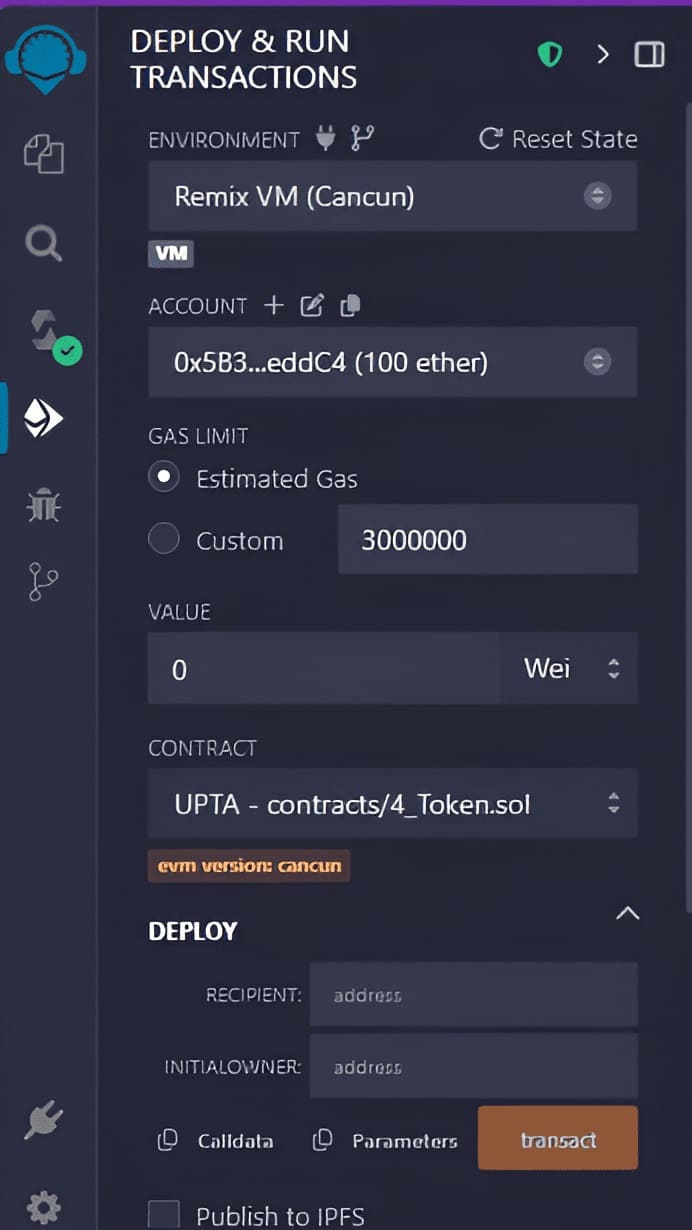 DEPLOY & RUN
TRANSACTIONS
ENVIRONMENT Reset State
Remix VM (Cancun)
VM
ACCOUNT
0x5B3...eddC4 (100 ether)
GAS LIMIT
Estimated Gas
Custom 3000000
VALUE
0 Wei
CONTRACT
UPTA - contracts/4_Token.sol
evm version: cancun
DEPLOY
RECIPIENT: address
INITIALOWNER: address
Calldata Parameters transact
Publish to IPFS